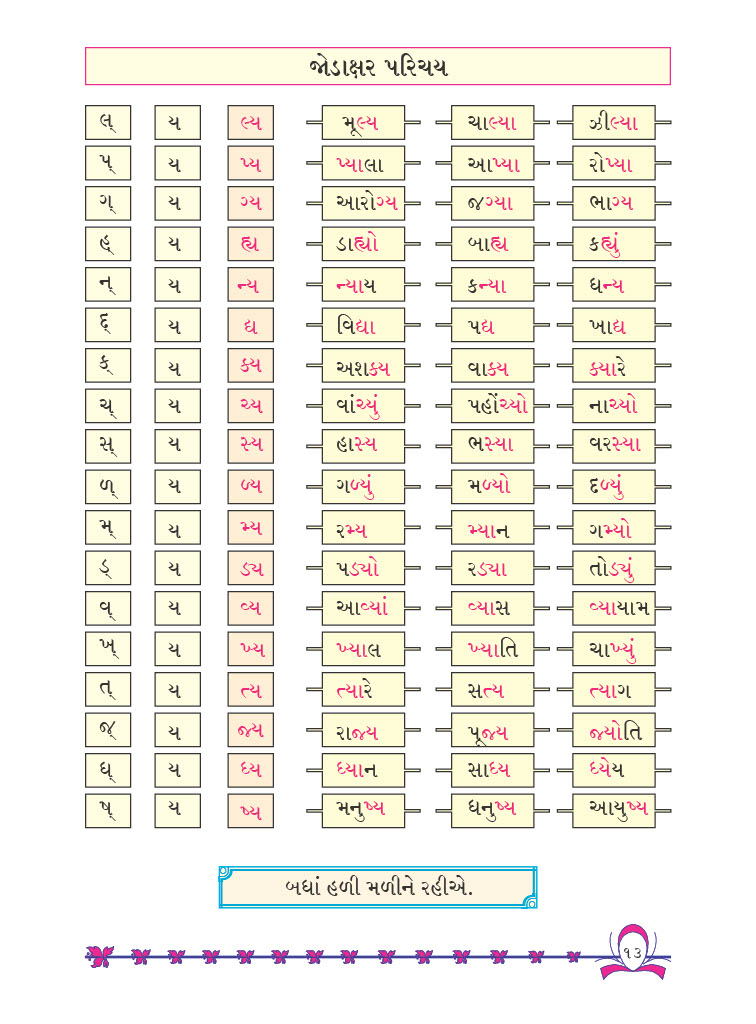 જોડાક્ષર પરિચય
લ્ ય લ્ય મૂલ્ય ચાલ્યા ઝીલ્યા
પ્ ય પ્ય પ્યાલા આપ્યા રોપ્યા
ગ્ ય ગ્ય આરોગ્ય જગ્યા ભાગ્ય
હ્ ય હ્ય ડાહ્યો બાહ્ય કહ્યું
ન્ ય ન્ય ન્યાય કન્યા ધન્ય
દ્ ય દ્ય વિદ્યા પદ્ય ખાદ્ય
ક્ ય ક્ય અશક્ય વાક્ય ક્યારે
ચ્ ય ચ્ય વાંચ્યું પહોંચ્યો નાચ્યો
સ્ ય સ્ય હાસ્ય ભસ્યા વરસ્યા
ળ્ ય ળ્ય ગળ્યું મળ્યો દળ્યું
મ્ ય મ્ય રમ્ય મ્યાન ગમ્યો
ડ્ ય ડ્ય પડ્યો રડ્યા તોડ્યું
વ્ ય વ્ય આવ્યાં વ્યાસ વ્યાયામ
ખ્ ય ખ્ય ખ્યાલ ખ્યાતિ ચાખ્યું
ત્ ય ત્ય ત્યારે સત્ય ત્યાગ
જ્ ય જ્ય રાજ્ય પૂજ્ય જ્યોતિ
ધ્ ય ધ્ય ધ્યાન સાધ્ય ધ્યેય
ષ્ ય ષ્ય મનુષ્ય ધનુષ્ય આયુષ્ય
બધાં હળી મળીને રહીએ.
૧૩